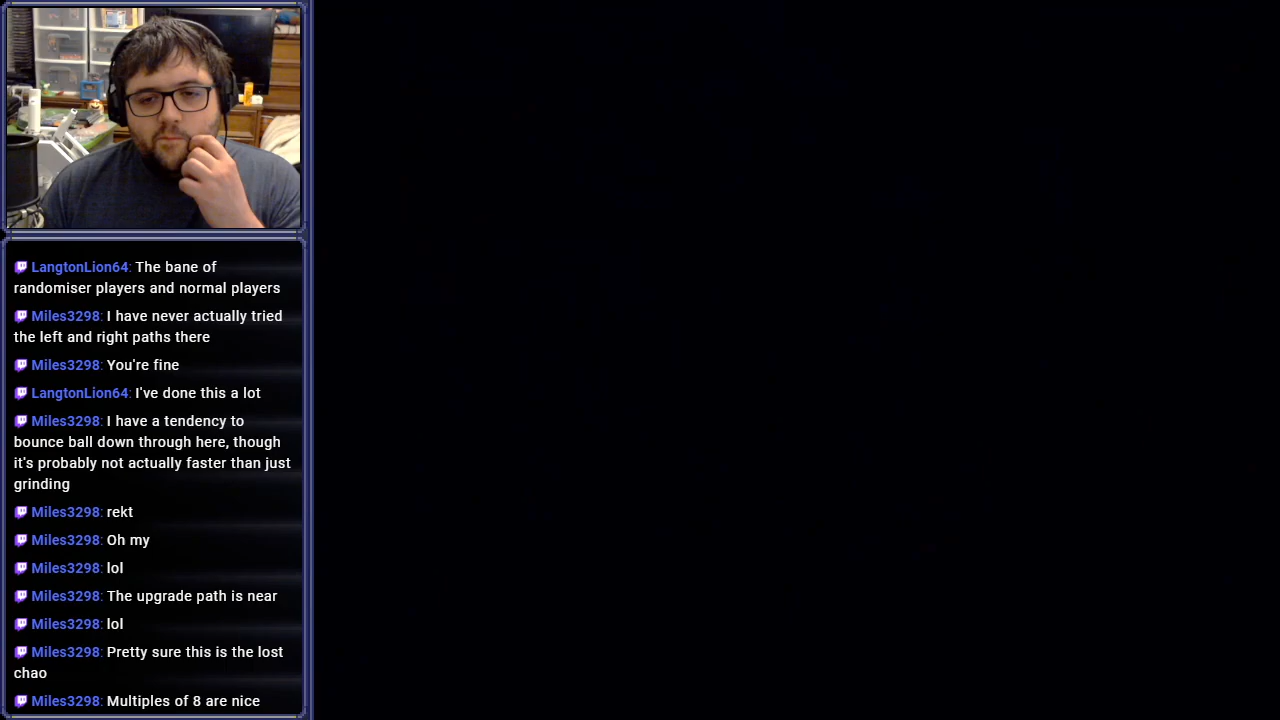 LangtonLion64: The bane of
randomiser players and normal players
Miles3298: I have never actually tried
the left and right paths there
Miles3298: You're fine
LangtonLion64: I've done this a lot
Miles3298: I have a tendency to
bounce ball down through here, though
it's probably not actually faster than just
grinding
Miles3298: rekt
Miles3298: Oh my
Miles3298: lol
Miles3298: The upgrade path is near
Miles3298: lol
Miles3298: Pretty sure this is the lost
chao
Miles3298: Multiples of 8 are nice